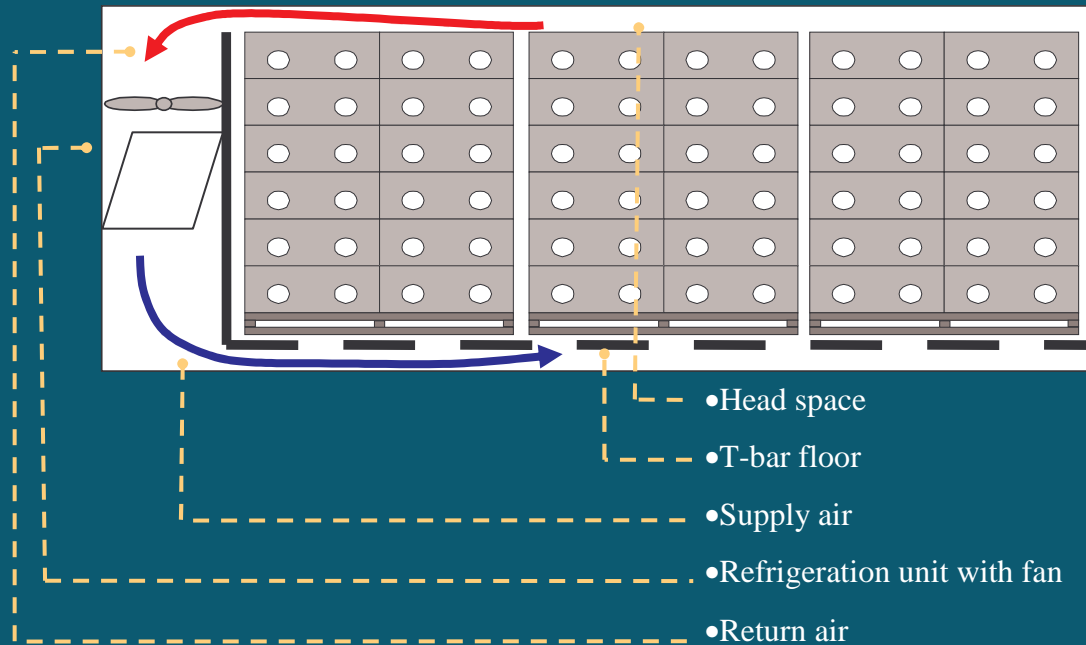 •Head space
•T-bar floor
•Supply air
•Refrigeration unit with fan
•Return air